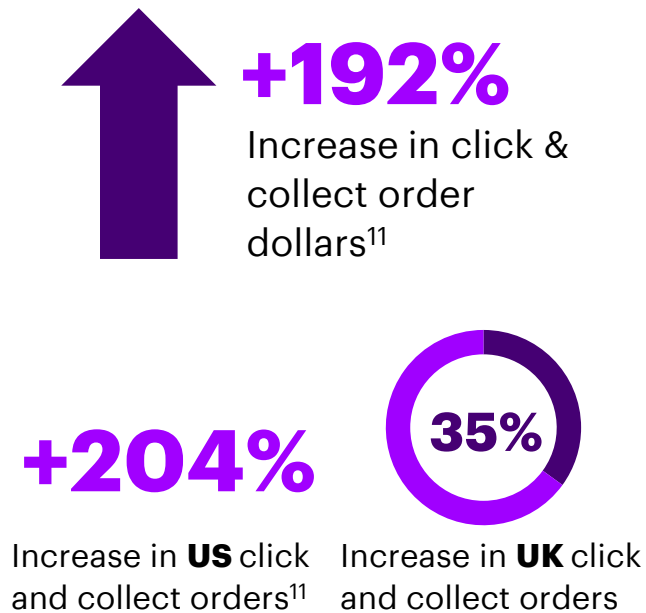 +192%
Increase in click &
collect order
dollars¹¹
+204%
Increase in US click
and collect orders¹¹
35%
Increase in UK click
and collect orders